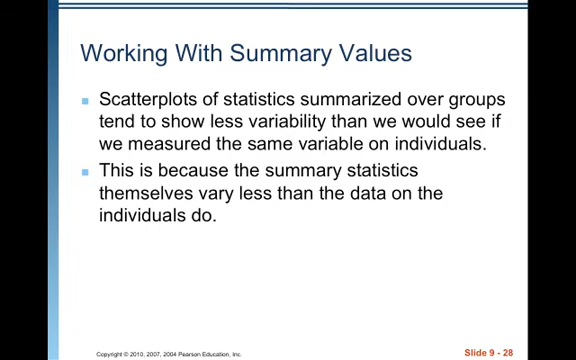 Working With Summary Values
Scatterplots of statistics summarized over groups
tend to show less variability than we would see if
we measured the same variable on individuals.
This is because the summary statistics
themselves vary less than the data on the
individuals do.
Copyright © 2010, 2007, 2004 Pearson Education, Inc.
Slide 9 - 28